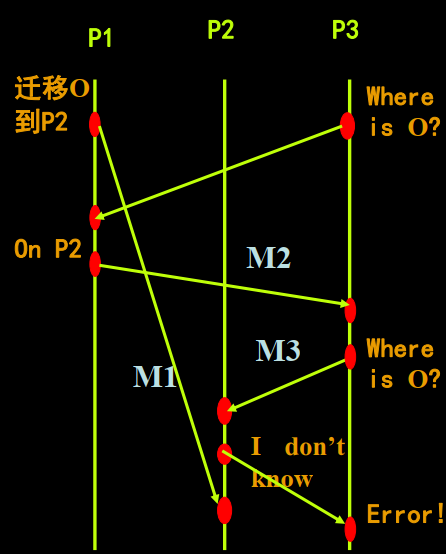 P1 P2 P3
迁移O
到P2
Where
is O?
On P2
M2
M3
Where
is O?
M1
I don't
know
Error!